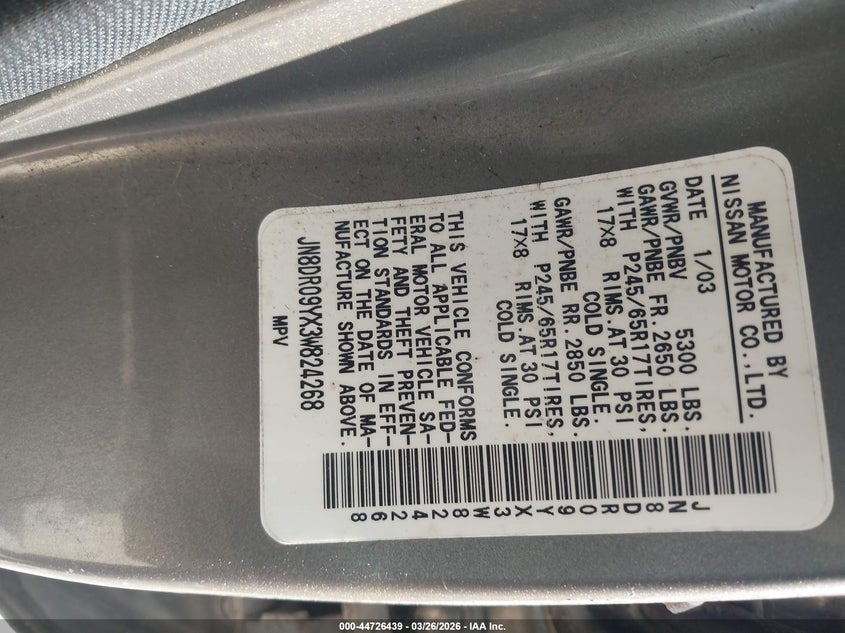 MANUFACTURED BY
NISSAN MOTOR CO.,LTD.
DATE 1/03
GVWR/PNBV 5300 LBS.
GAWR/PNBE FR. 2650 LBS.
WITH P245/65R17TIRES,
17X8 RIMS.AT 30 PSI
COLD SINGLE.
GAWR/PNBE RR. 2850 LBS.
WITH P245/65R17TIRES,
17X8 RIMS.AT 30 PSI
COLD SINGLE.
THIS VEHICLE CONFORMS
TO ALL APPLICABLE FED-
ERAL MOTOR VEHICLE SA-
FETY AND THEFT PREVEN-
TION STANDARDS IN EFF-
ECT ON THE DATE OF MA-
NUFACTURE SHOWN ABOVE.
JN8DR09YX3W824268
MPV
JN8DR09YX3W824268
000-44726439 - 03/26/2026 - IAA Inc.